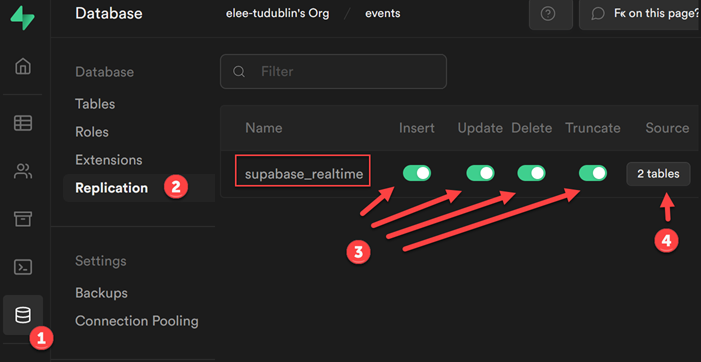 Database
elee-tudublin's Org / events
?
Fк on this page?
Database
Tables
Roles
Extensions
Replication
2
Filter
Name Insert Update Delete Truncate Source
supabase_realtime 2 tables
3
4
Settings
Backups
Connection Pooling
1